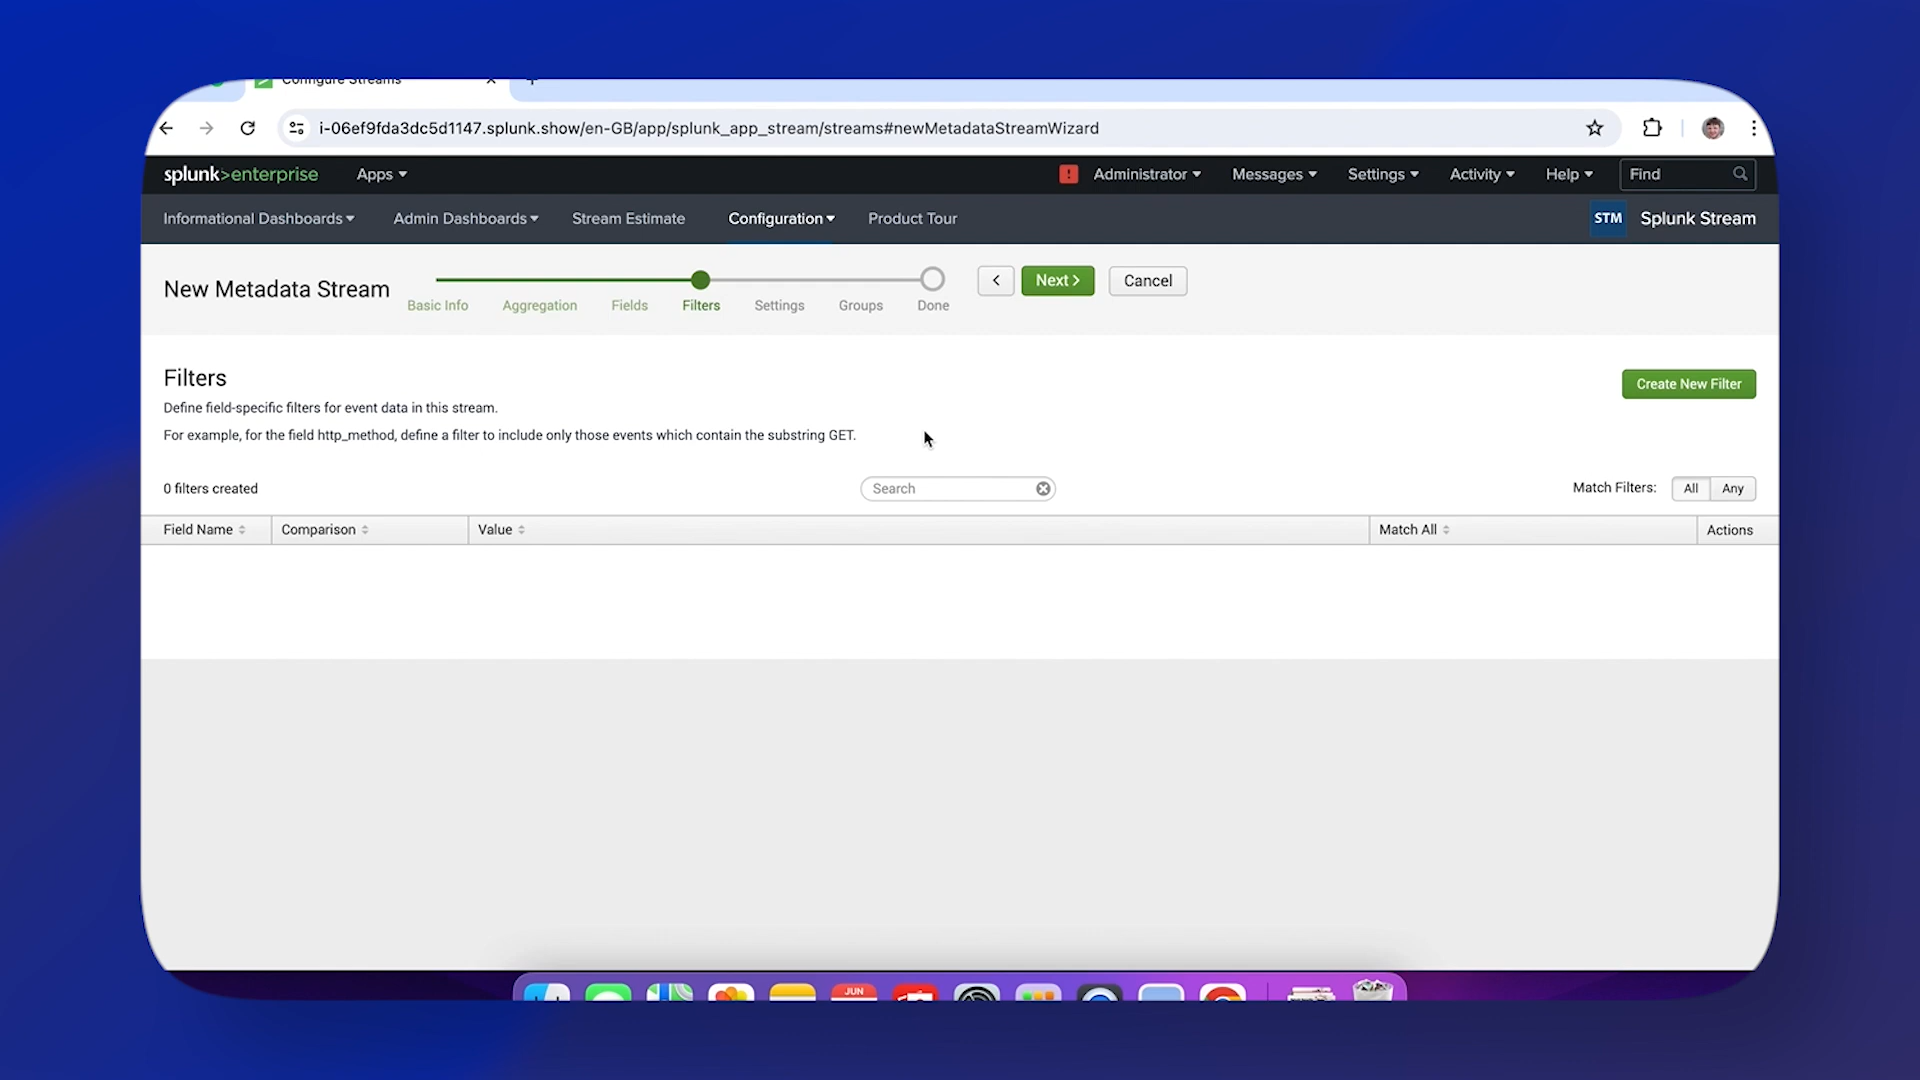 Configure Streams
i-06ef9fda3dc5d1147.splunk.show/en-GB/app/splunk_app_stream/streams#newMetadataStreamWizard
splunk>enterprise Apps Administrator Messages Settings Activity Help Find
Informational Dashboards Admin Dashboards Stream Estimate Configuration Product Tour STM Splunk Stream
New Metadata Stream Next Cancel
Basic Info Aggregation Fields Filters Settings Groups Done
Filters
Create New Filter
Define field-specific filters for event data in this stream.
For example, for the field http_method, define a filter to include only those events which contain the substring GET.
0 filters created Search Match Filters: All Any
Field Name Comparison Value Match All Actions
JUN